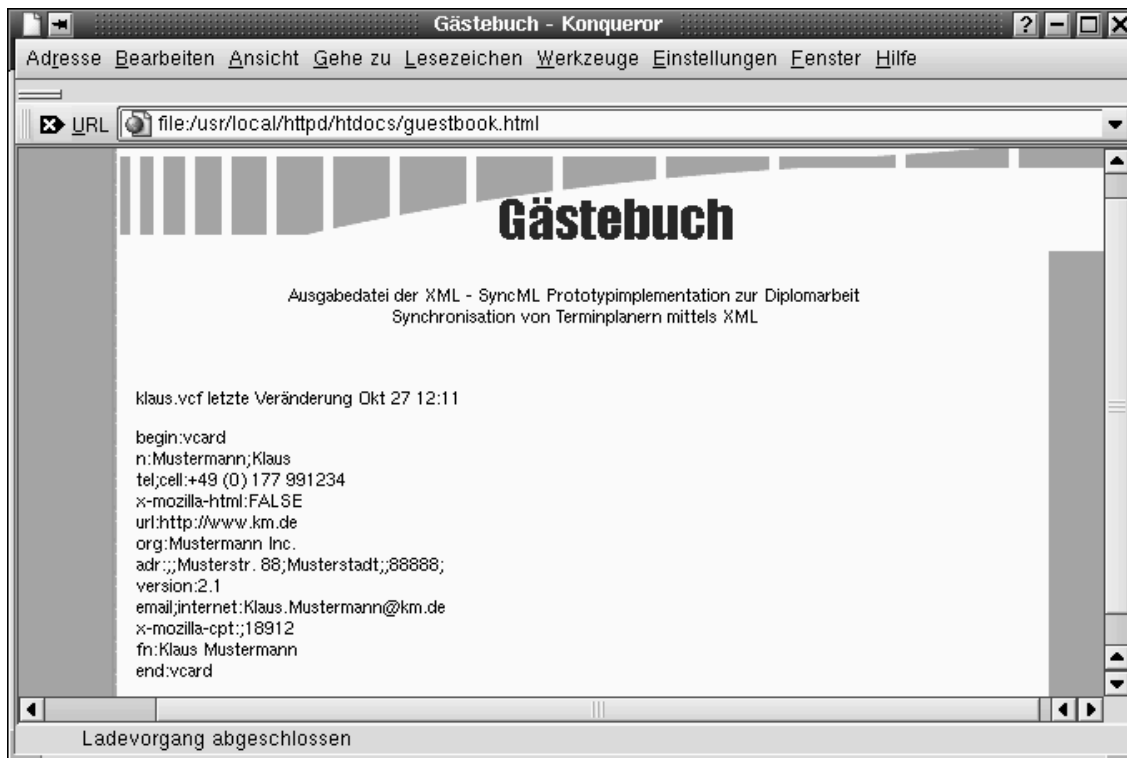 Gästebuch - Konqueror
Adresse Bearbeiten Ansicht Gehe zu Lesezeichen Werkzeuge Einstellungen Fenster Hilfe
URL file:/usr/local/httpd/htdocs/guestbook.html
Gästebuch
Ausgabedatei der XML - SyncML Prototypimplementation zur Diplomarbeit
Synchronisation von Terminplanern mittels XML
klaus.vcf letzte Veränderung Okt 27 12:11
begin:vcard
n:Mustermann;Klaus
tel;cell:+49 (0) 177 991234
x-mozilla-html:FALSE
url:http://www.km.de
org:Mustermann Inc.
adr:;;Musterstr. 88;Musterstadt;;88888;
version:2.1
email;internet:Klaus.Mustermann@km.de
x-mozilla-cpt:;18912
fn:Klaus Mustermann
end:vcard
Ladevorgang abgeschlossen